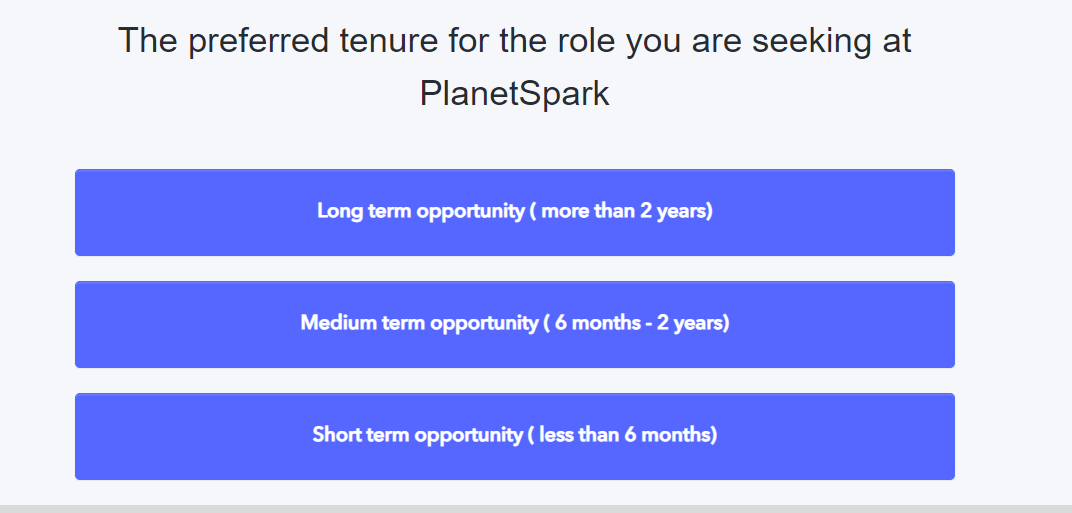 The preferred tenure for the role you are seeking at
PlanetSpark
Long term opportunity ( more than 2 years)
Medium term opportunity ( 6 months - 2 years)
Short term opportunity ( less than 6 months)